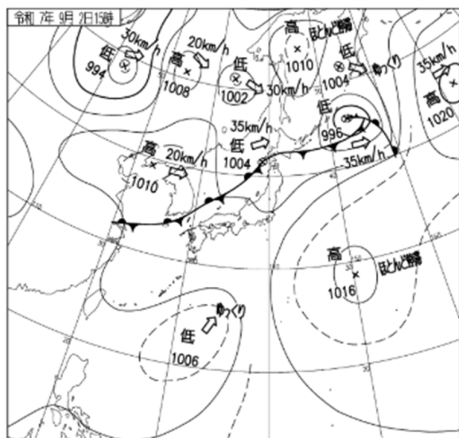 令和 7年 9月 2日15時
低
994
30km/h
高
1008
20km/h
低
1002
30km/h
高
1010
ほとんど停滞
低
1004
ゆっくり
35km/h
高
1020
低
996
35km/h
35km/h
低
1004
高
1010
20km/h
高
1016
ほとんど停滞
ゆっくり
低
1006